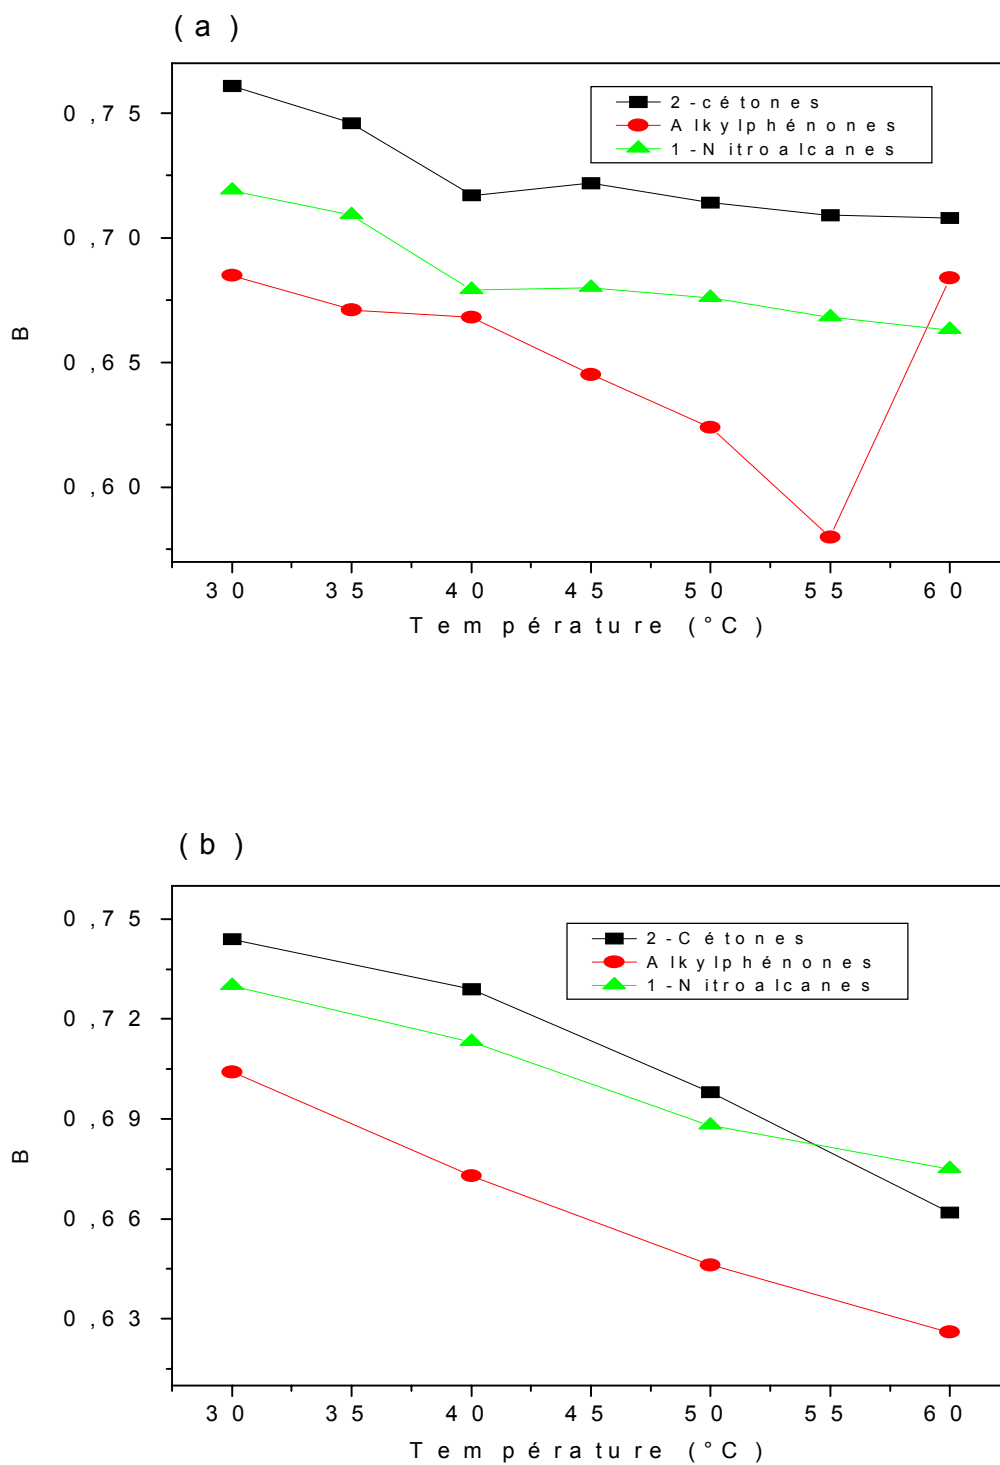 (a)
2-cétones
Alkylphénones
1-Nitroalcanes
0,75
0,70
0,65
0,60
B
30 35 40 45 50 55 60
Température (°C)
(b)
2-Cétones
Alkylphénones
1-Nitroalcanes
0,75
0,72
0,69
0,66
0,63
B
30 35 40 45 50 55 60
Température (°C)